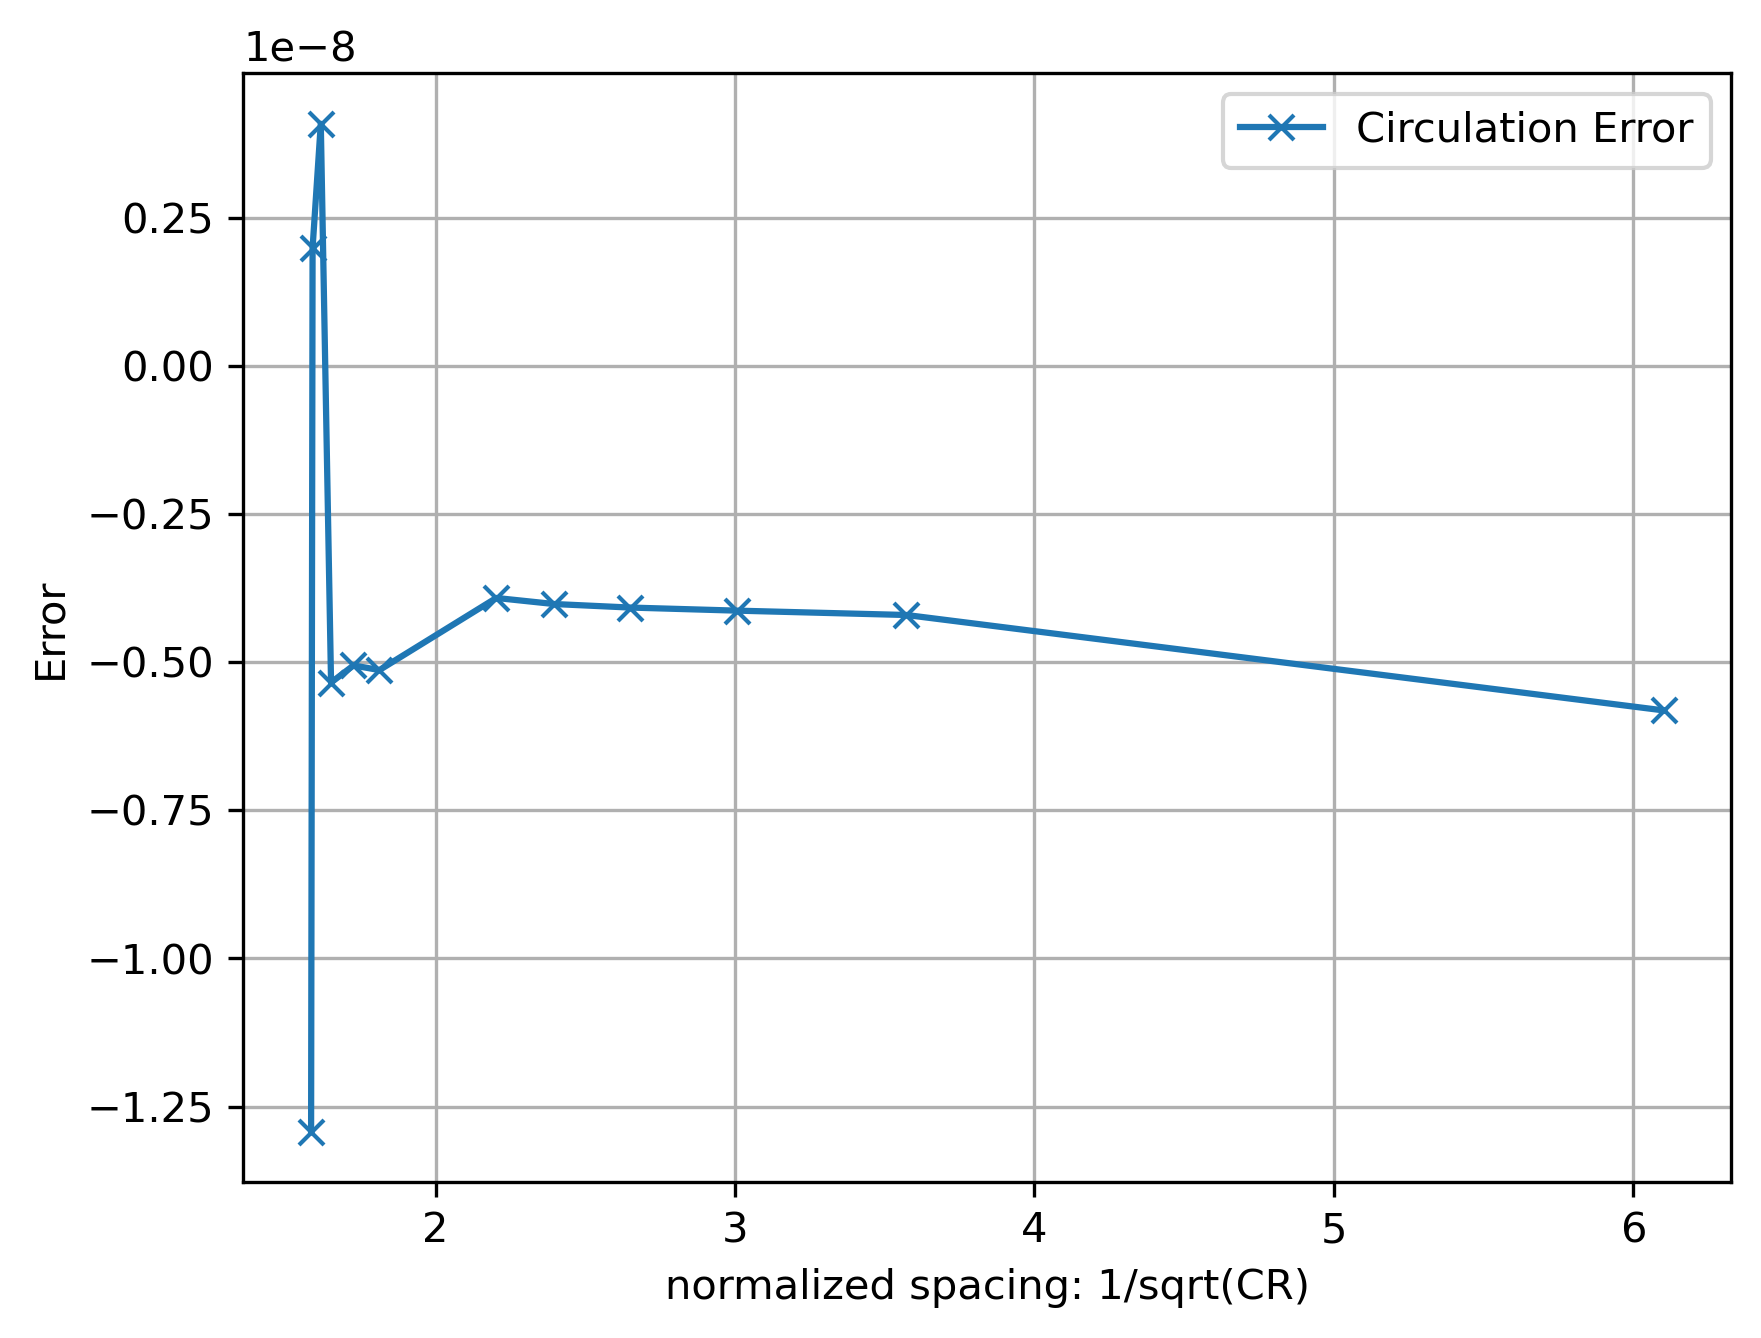 1e−8
Circulation Error
0.25
0.00
−0.25
−0.50
−0.75
−1.00
−1.25
Error
2 3 4 5 6
normalized spacing: 1/sqrt(CR)